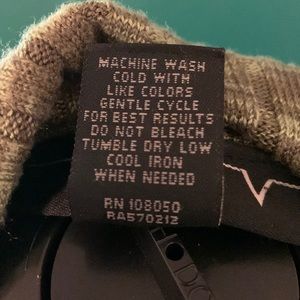 MACHINE WASH
COLD WITH
LIKE COLORS
GENTLE CYCLE
FOR BEST RESULTS
DO NOT BLEACH
TUMBLE DRY LOW
COOL IRON
WHEN NEEDED
RN 108050
RA570212